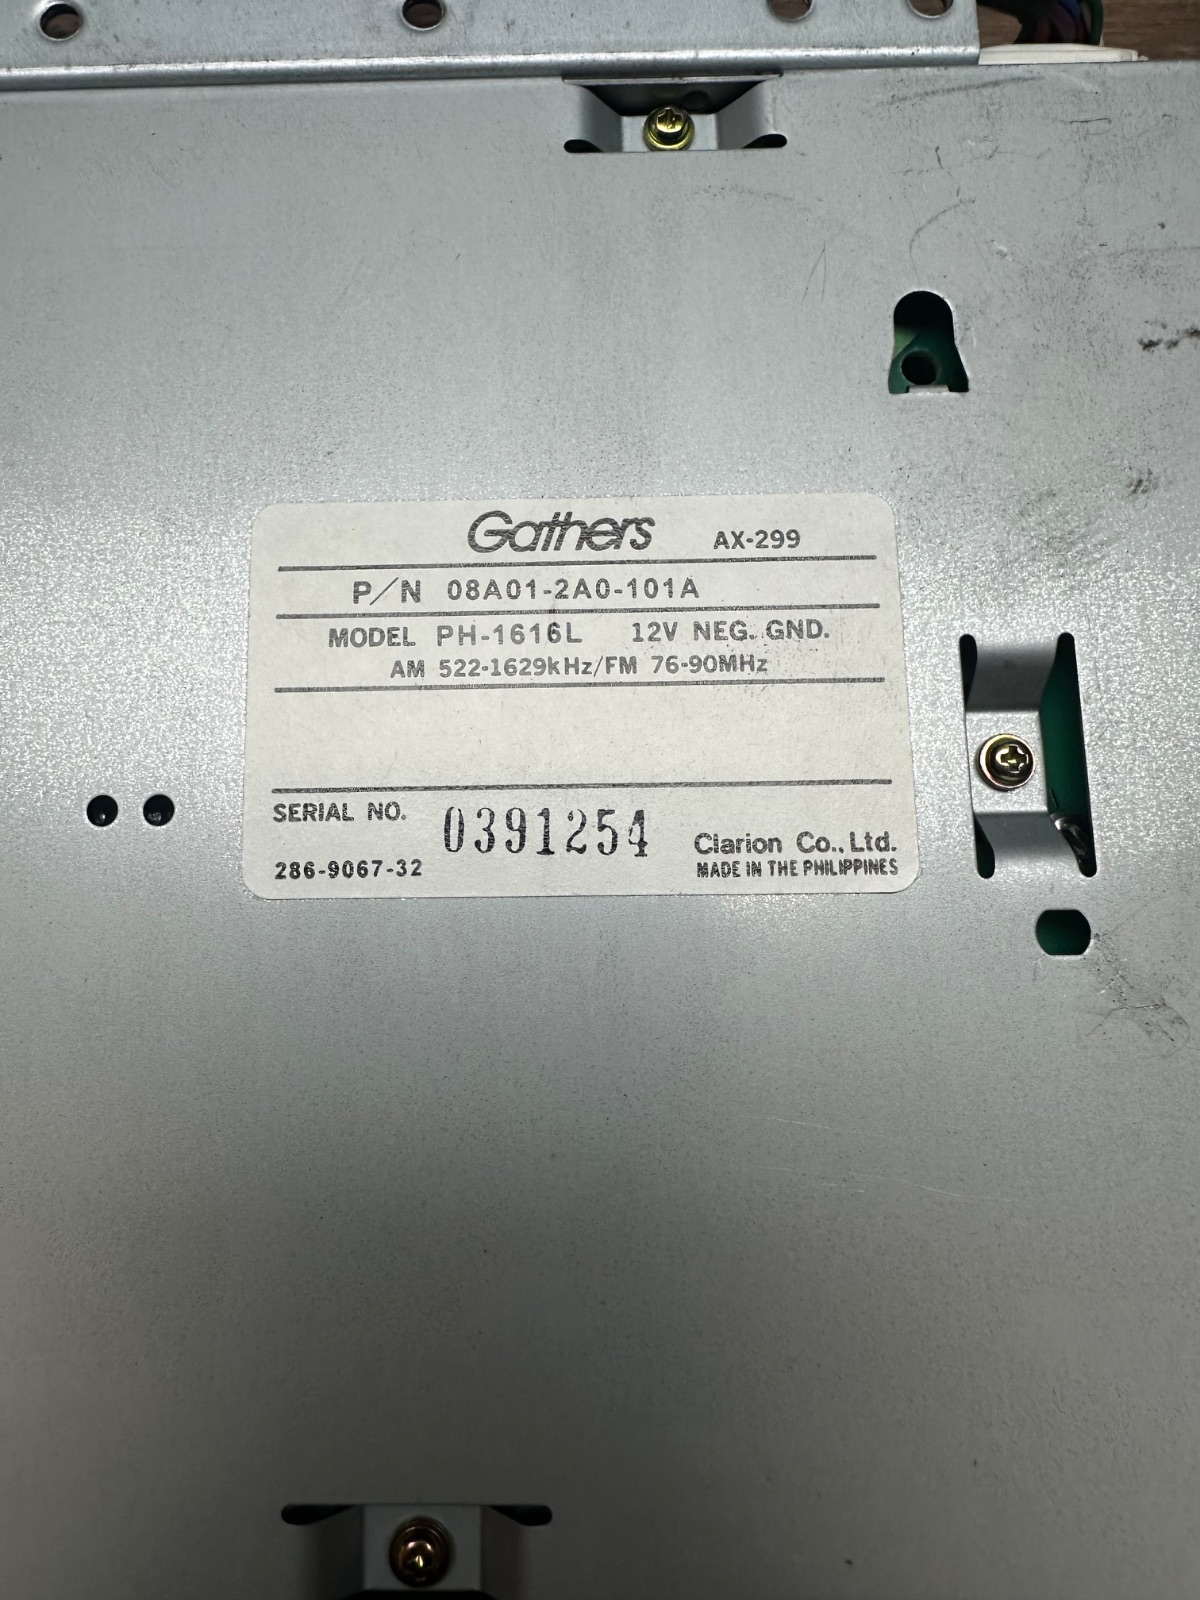 Gathers AX-299
P/N 08A01-2A0-101A
MODEL PH-1616L 12V NEG. GND.
AM 522-1629kHz/FM 76-90MHz
SERIAL NO. 0391254
Clarion Co., Ltd.
286-9067-32 MADE IN THE PHILIPPINES